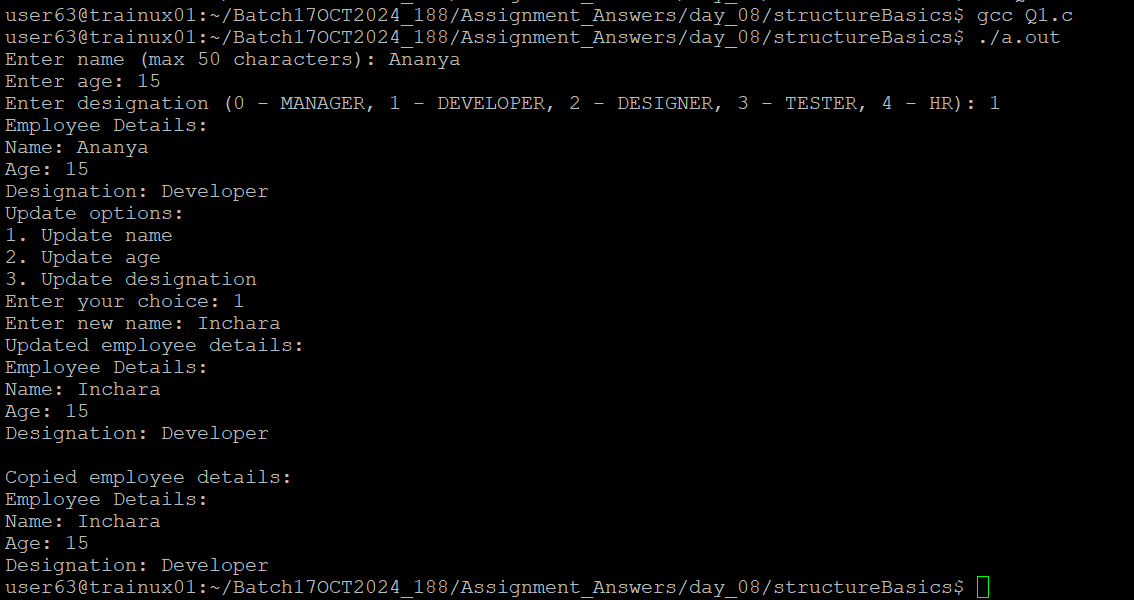 user63@trainux01:~/Batch17OCT2024_188/Assignment_Answers/day_08/structureBasics$ gcc Q1.c
user63@trainux01:~/Batch17OCT2024_188/Assignment_Answers/day_08/structureBasics$ ./a.out
Enter name (max 50 characters): Ananya
Enter age: 15
Enter designation (0 - MANAGER, 1 - DEVELOPER, 2 - DESIGNER, 3 - TESTER, 4 - HR): 1
Employee Details:
Name: Ananya
Age: 15
Designation: Developer
Update options:
1. Update name
2. Update age
3. Update designation
Enter your choice: 1
Enter new name: Inchara
Updated employee details:
Employee Details:
Name: Inchara
Age: 15
Designation: Developer

Copied employee details:
Employee Details:
Name: Inchara
Age: 15
Designation: Developer
user63@trainux01:~/Batch17OCT2024_188/Assignment_Answers/day_08/structureBasics$